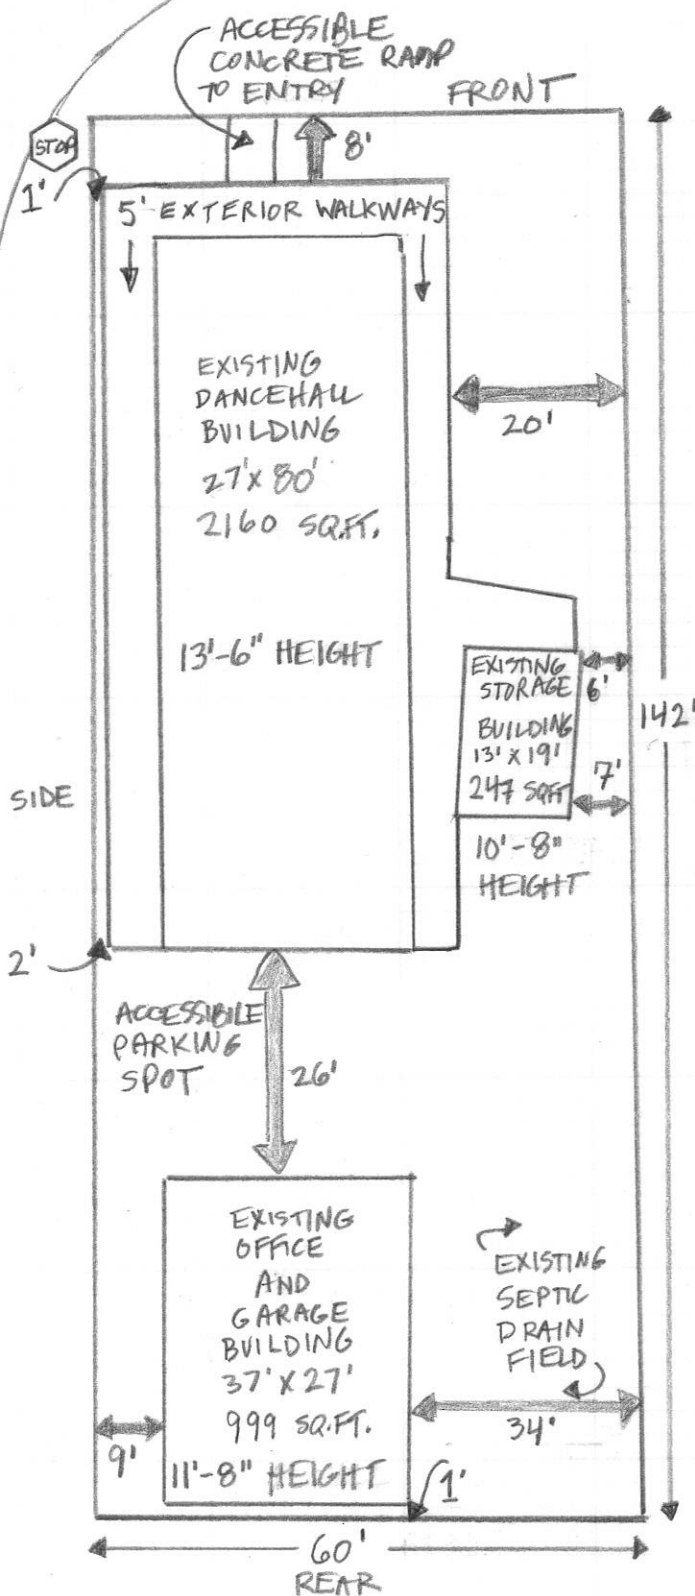 ACCESSIBLE
CONCRETE RAMP
TO ENTRY
FRONT
STOP
8'
1'
5' EXTERIOR WALKWAYS
EXISTING
DANCEHALL
BUILDING
27' x 80'
2160 SQ.FT.
20'
13'-6" HEIGHT
EXISTING
STORAGE
BUILDING
13' x 19'
247 SQFT
6'
7'
142'
10'-8"
HEIGHT
SIDE
2'
ACCESSIBILE
PARKING
SPOT
26'
EXISTING
OFFICE
AND
GARAGE
BUILDING
37' x 27'
999 SQ.FT.
11'-8" HEIGHT
EXISTING
SEPTIC
DRAIN
FIELD
34'
9'
1'
60'
REAR